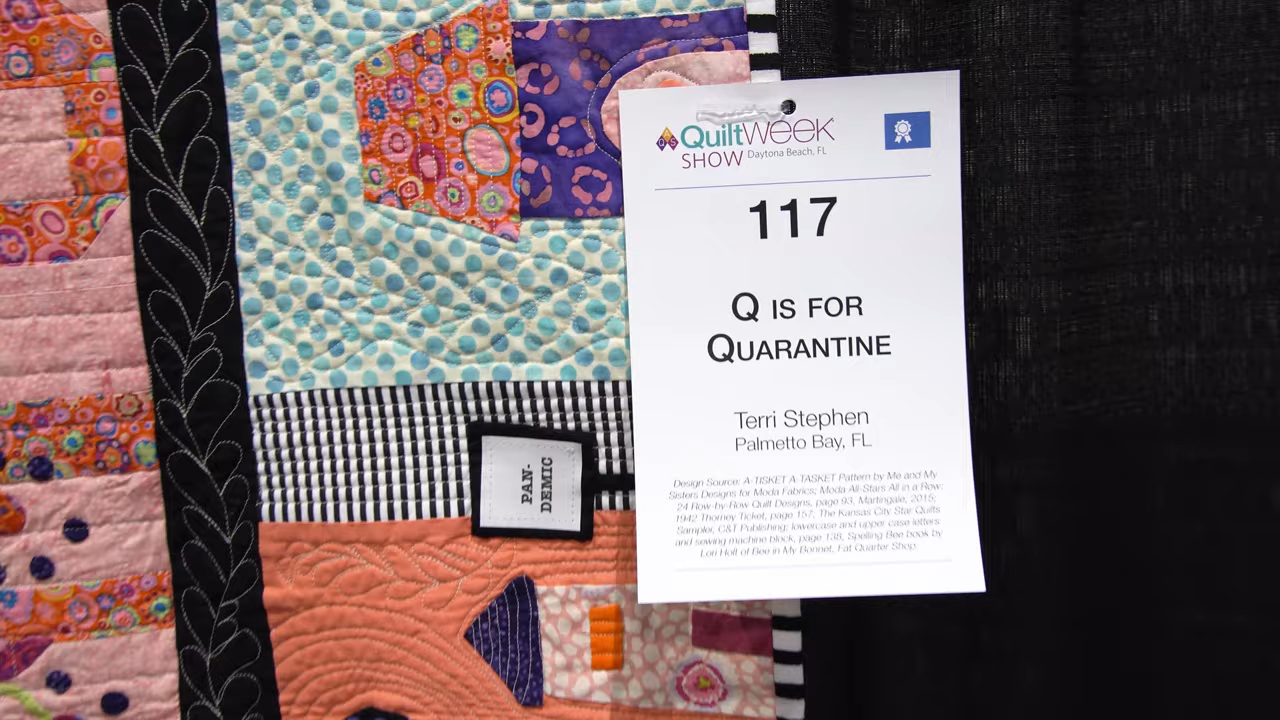 QuiltWEEK
SHOW Daytona Beach, FL
117
Q IS FOR
QUARANTINE
Terri Stephen
Palmetto Bay, FL
Design Source: A-TISKET A-TASKET Pattern by Me and My
Sisters Designs for Moda Fabrics; Moda All-Stars All in a Row:
24 Row-by-Row Quilt Designs, page 93, Martingale, 2015;
1942 Thorney Ticket, page 157; The Kansas City Star Quilts
Sampler, C&T Publishing; lowercase and upper case letters
and sewing machine block, page 138, Spelling Bee book by
Lori Holt of Bee in My Bonnet, Fat Quarter Shop
PAN-
DEMIC